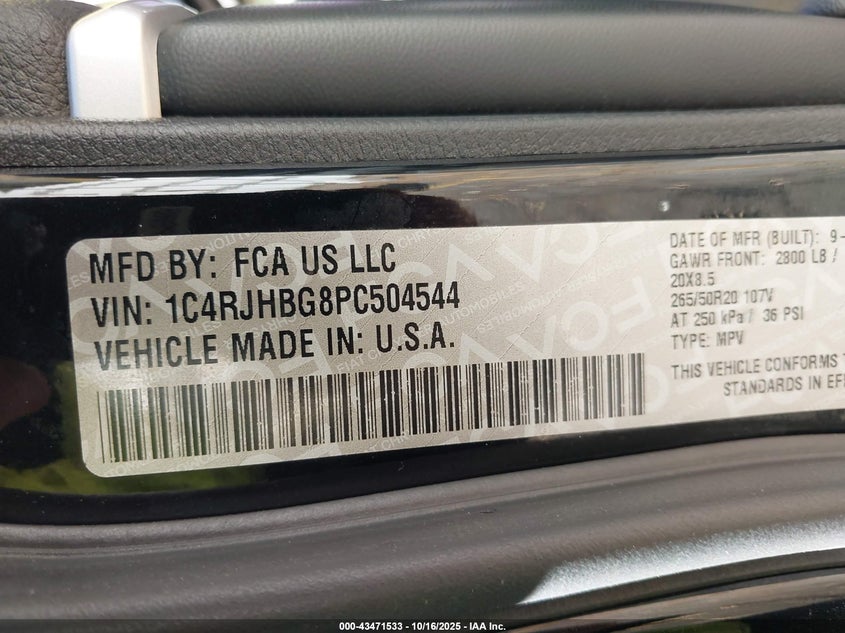 MFD BY: FCA US LLC
VIN: 1C4RJHBG8PC504544
VEHICLE MADE IN: U.S.A.
DATE OF MFR (BUILT): 9-
GAWR FRONT: 2800 LB /
20X8.5
265/50R20 107V
AT 250 kPa / 36 PSI
TYPE: MPV
THIS VEHICLE CONFORMS T
STANDARDS IN EFF
000-43471533 - 10/16/2025 - IAA Inc.